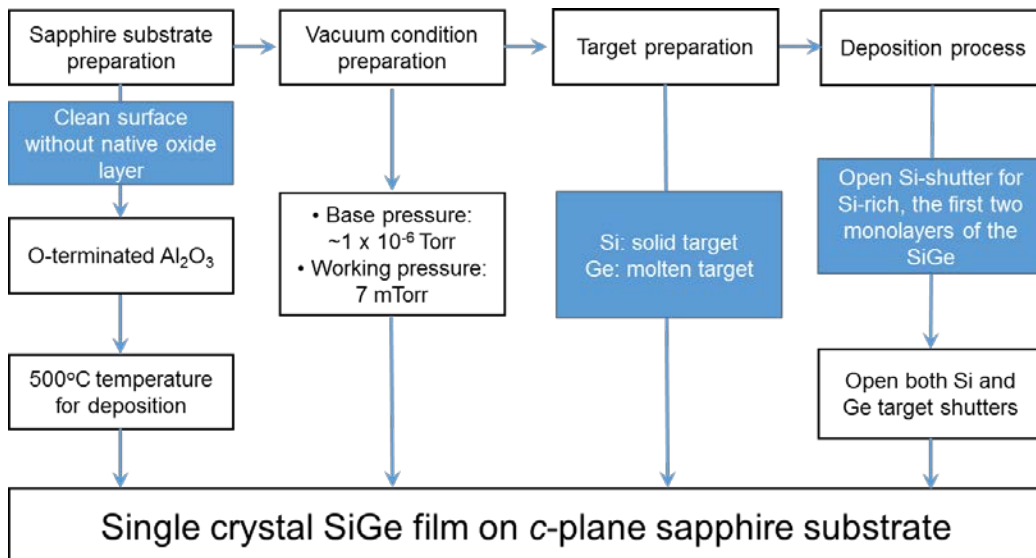 Sapphire substrate
preparation
Vacuum condition
preparation
Target preparation
Deposition process
Clean surface
without native oxide
layer
O-terminated Al₂O₃
500°C temperature
for deposition
• Base pressure:
~1 x 10⁻⁶ Torr
• Working pressure:
7 mTorr
Si: solid target
Ge: molten target
Open Si-shutter for
Si-rich, the first two
monolayers of the
SiGe
Open both Si and
Ge target shutters
Single crystal SiGe film on c-plane sapphire substrate